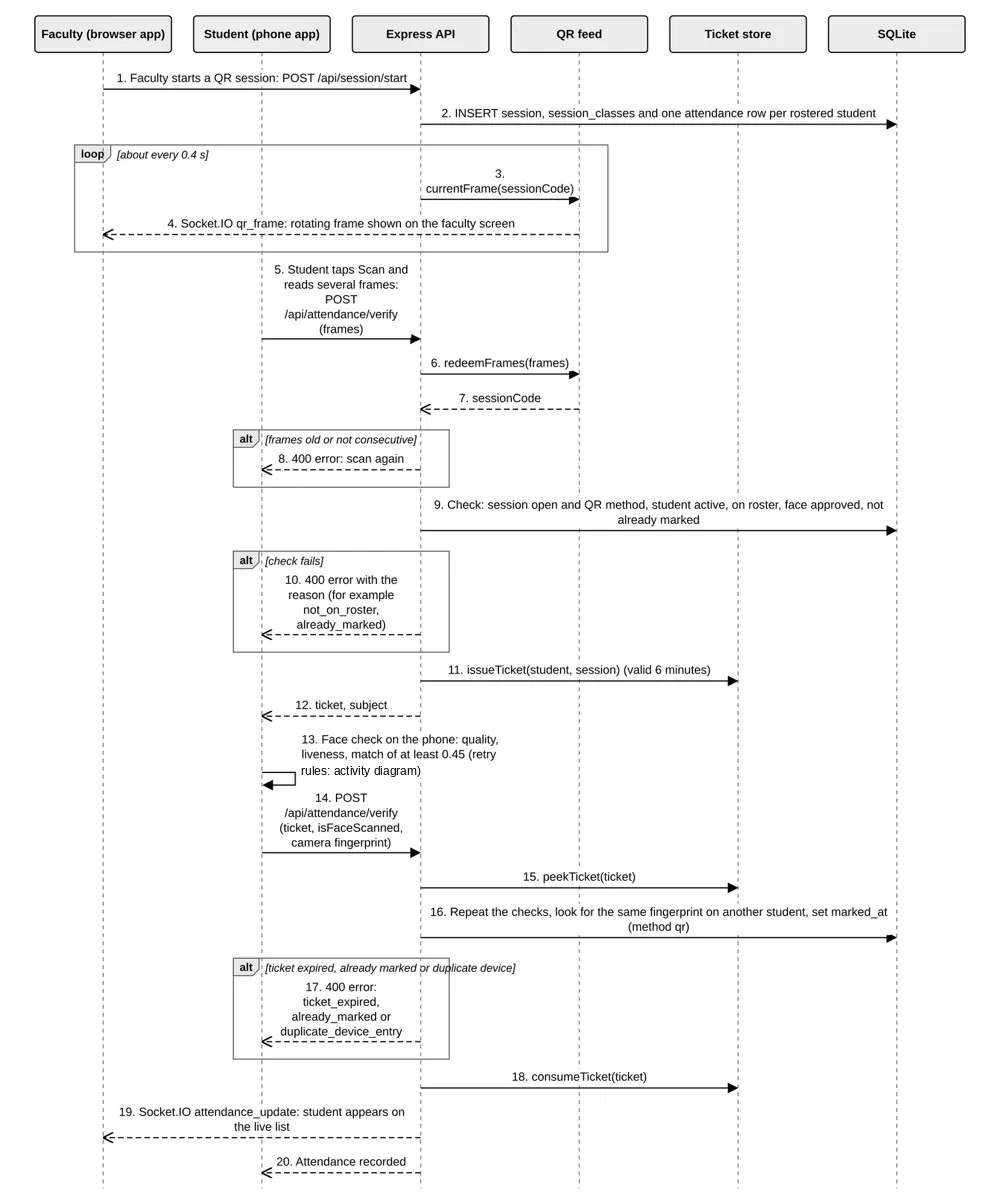 Faculty (browser app)
Student (phone app)
Express API
QR feed
Ticket store
SQLite
1. Faculty starts a QR session: POST /api/session/start
2. INSERT session, session_classes and one attendance row per rostered student
loop
[about every 0.4 s]
3.
currentFrame(sessionCode)
4. Socket.IO qr_frame: rotating frame shown on the faculty screen
5. Student taps Scan and
reads several frames:
POST
/api/attendance/verify
(frames)
6. redeemFrames(frames)
7. sessionCode
alt
[frames old or not consecutive]
8. 400 error: scan again
9. Check: session open and QR method, student active, on roster, face approved, not
already marked
alt
[check fails]
10. 400 error with the
reason (for example
not_on_roster,
already_marked)
11. issueTicket(student, session) (valid 6 minutes)
12. ticket, subject
13. Face check on the phone: quality,
liveness, match of at least 0.45 (retry
rules: activity diagram)
14. POST
/api/attendance/verify
(ticket, isFaceScanned,
camera fingerprint)
15. peekTicket(ticket)
16. Repeat the checks, look for the same fingerprint on another student, set marked_at
(method qr)
alt
[ticket expired, already marked or duplicate device]
17. 400 error:
ticket_expired,
already_marked or
duplicate_device_entry
18. consumeTicket(ticket)
19. Socket.IO attendance_update: student appears on
the live list
20. Attendance recorded